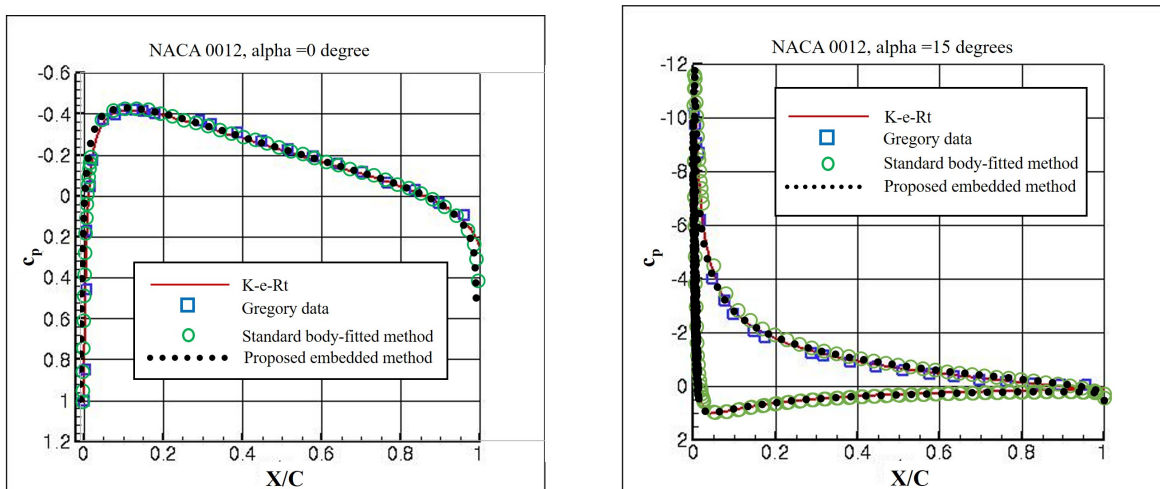 NACA 0012, alpha =0 degree
-0.6
-0.4
-0.2
0
0.2
0.4
0.6
0.8
1
1.2
cp
K-e-Rt
Gregory data
Standard body-fitted method
Proposed embedded method
0 0.2 0.4 0.6 0.8 1
X/C
NACA 0012, alpha =15 degrees
-12
-10
-8
-6
-4
-2
0
2
cp
K-e-Rt
Gregory data
Standard body-fitted method
Proposed embedded method
0 0.2 0.4 0.6 0.8 1
X/C